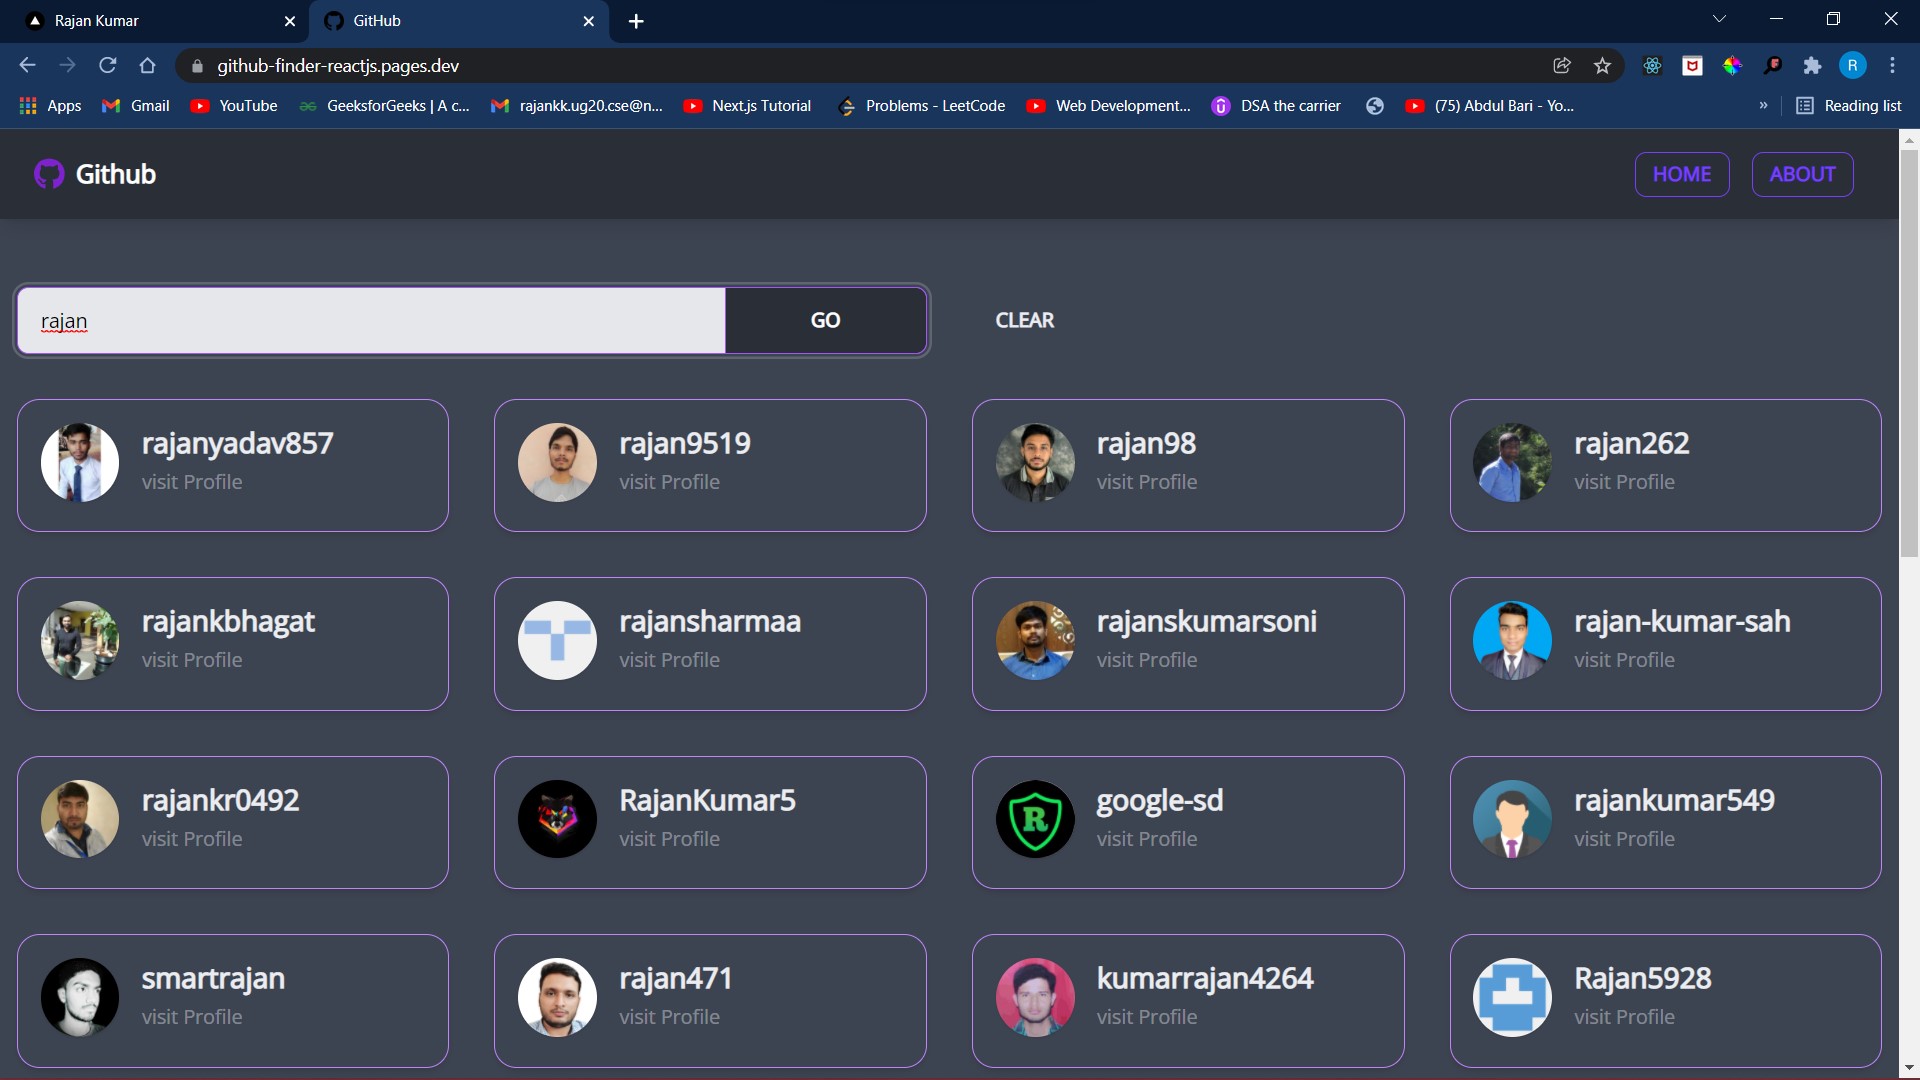 Rajan Kumar
GitHub
github-finder-reactjs.pages.dev
R
Apps
Gmail
YouTube
GeeksforGeeks | A c...
rajankk.ug20.cse@n...
Next.js Tutorial
Problems - LeetCode
Web Development...
DSA the carrier
(75) Abdul Bari - Yo...
»
Reading list
Github
HOME
ABOUT
rajan
GO
CLEAR
rajanyadav857
visit Profile
rajan9519
visit Profile
rajan98
visit Profile
rajan262
visit Profile
rajankbhagat
visit Profile
rajansharmaa
visit Profile
rajanskumarsoni
visit Profile
rajan-kumar-sah
visit Profile
rajankr0492
visit Profile
RajanKumar5
visit Profile
R
google-sd
visit Profile
rajankumar549
visit Profile
smartrajan
visit Profile
rajan471
visit Profile
kumarrajan4264
visit Profile
Rajan5928
visit Profile